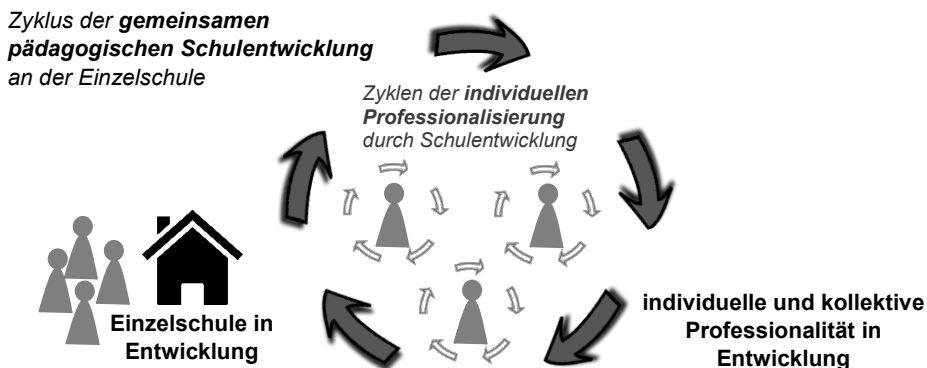 Zyklus der gemeinsamen
pädagogischen Schulentwicklung
an der Einzelschule
Zyklen der individuellen
Professionalisierung
durch Schulentwicklung
Einzelschule in
Entwicklung
individuelle und kollektive
Professionalität in
Entwicklung